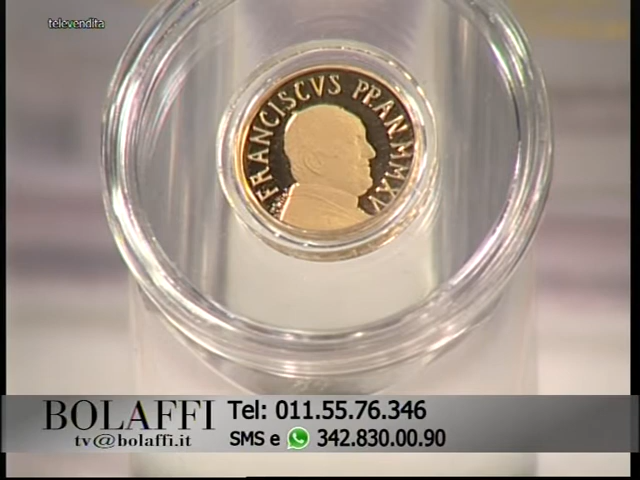 televendita
FRANCISCVS PP. AN. MMXV
BOLAFFI
tv@bolaffi.it
Tel: 011.55.76.346
SMS e 342.830.00.90